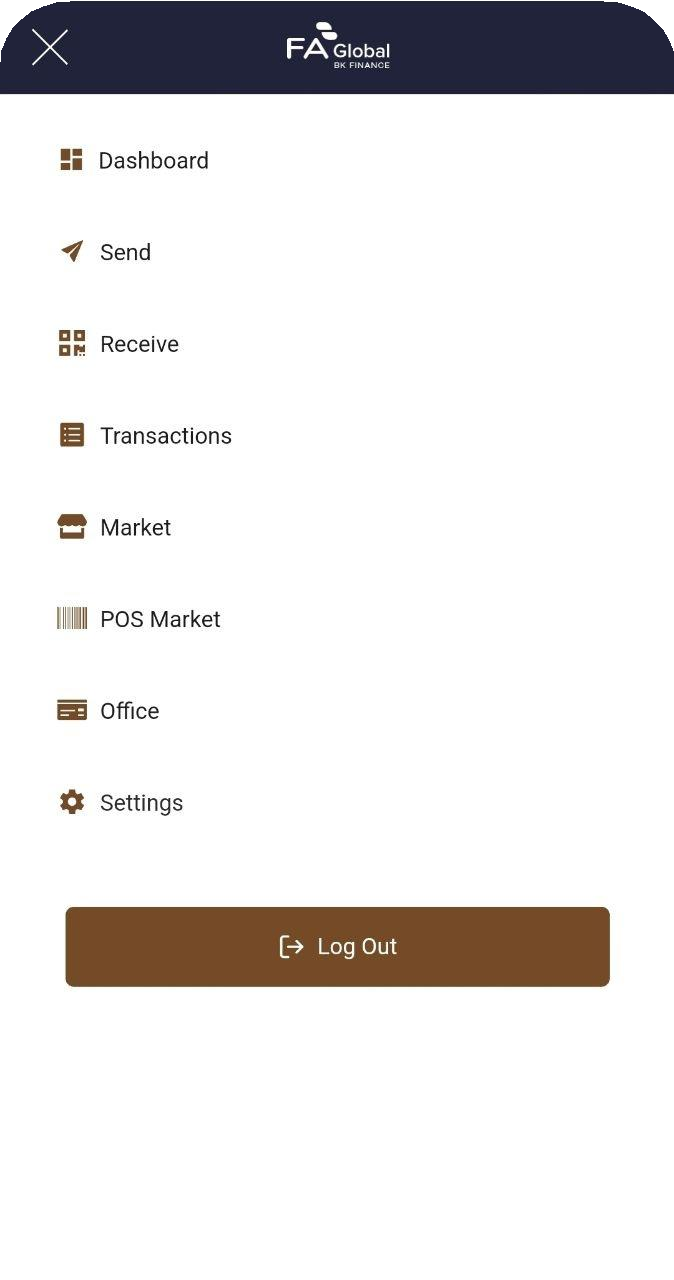 FA Global
BK FINANCE
Dashboard
Send
Receive
Transactions
Market
POS Market
Office
Settings
Log Out